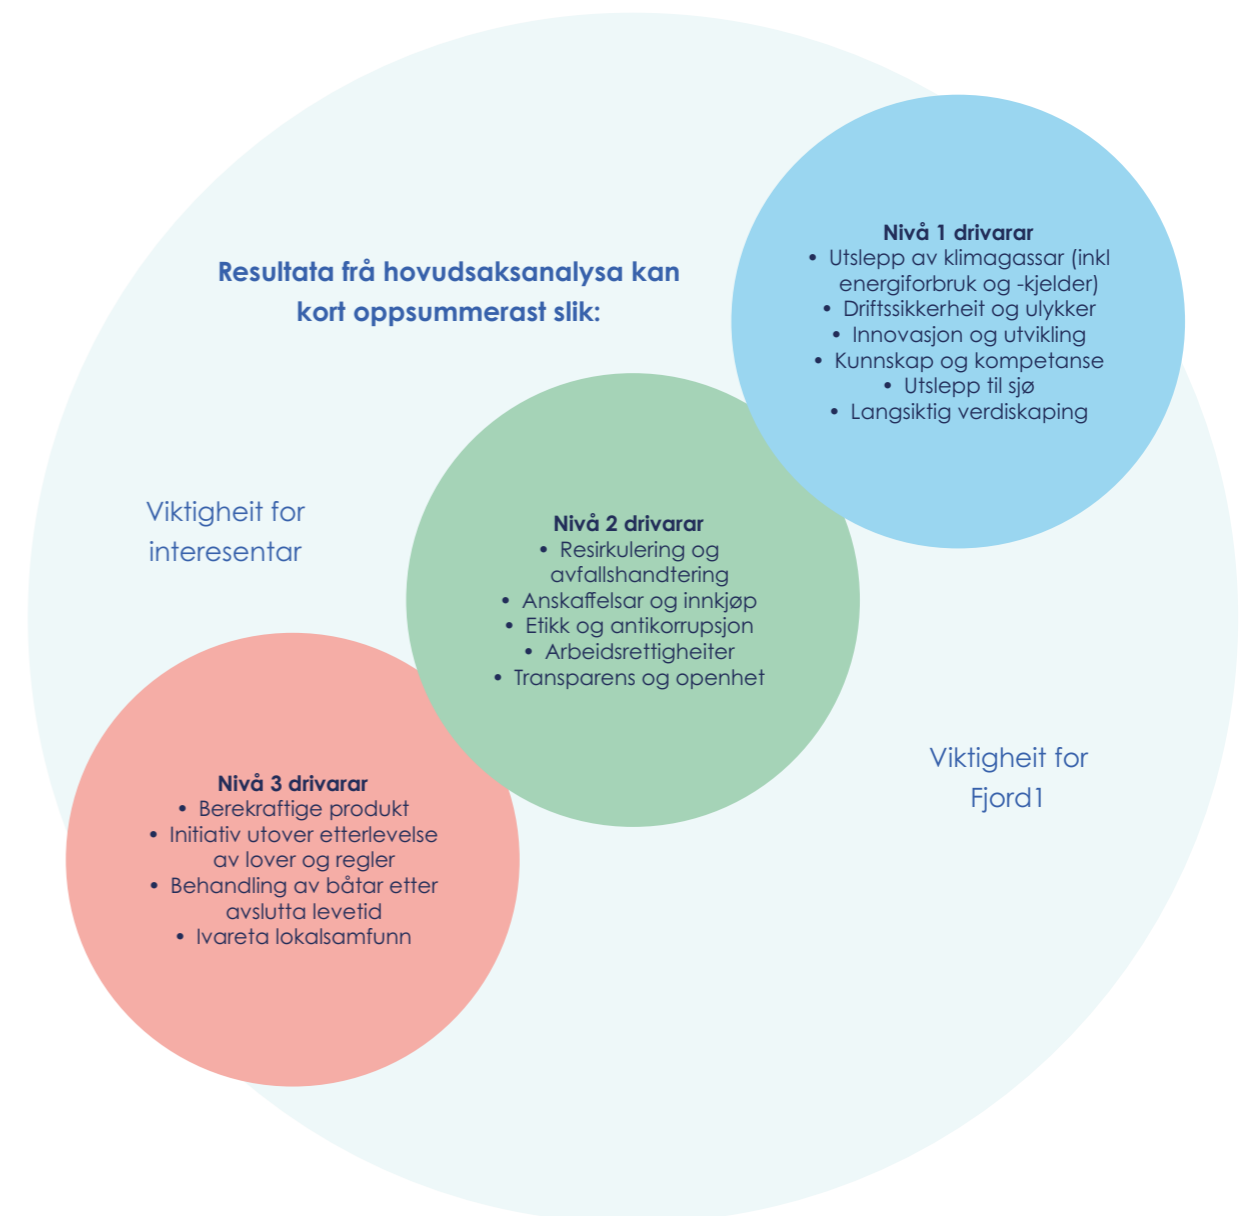 Resultata frå hovudsaksanalysa kan
kort oppsummerast slik:
Nivå 1 drivarar
• Utslepp av klimagassar (inkl
energiforbruk og -kjelder)
• Driftssikkerheit og ulykker
• Innovasjon og utvikling
• Kunnskap og kompetanse
• Utslepp til sjø
• Langsiktig verdiskaping
Viktigheit for
interesentar
Nivå 2 drivarar
• Resirkulering og
avfallshandtering
• Anskaffelsar og innkjøp
• Etikk og antikorrupsjon
• Arbeidsrettigheiter
• Transparens og openhet
Viktigheit for
Fjord1
Nivå 3 drivarar
• Berekraftige produkt
• Initiativ utover etterlevelse
av lover og regler
• Behandling av båtar etter
avslutta levetid
• Ivareta lokalsamfunn